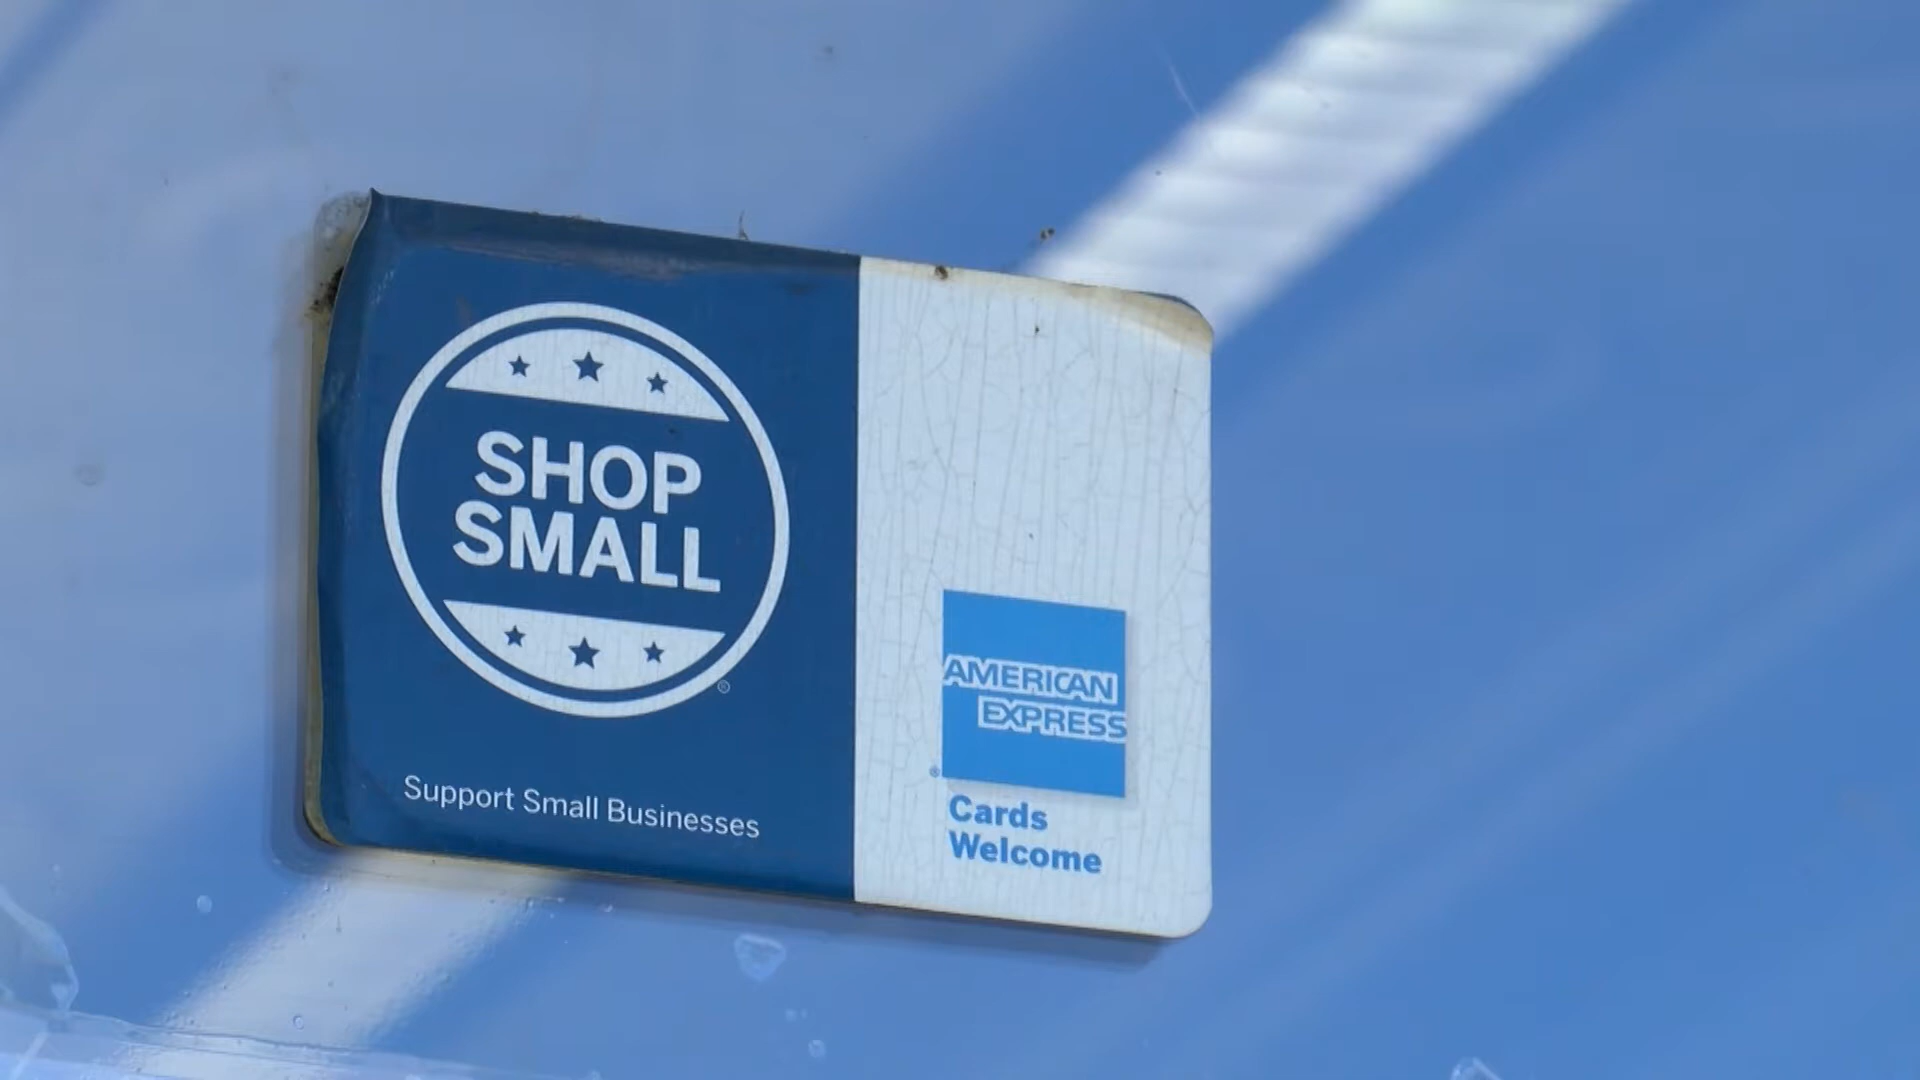 SHOP
SMALL
®
Support Small Businesses
AMERICAN
EXPRESS
®
Cards
Welcome